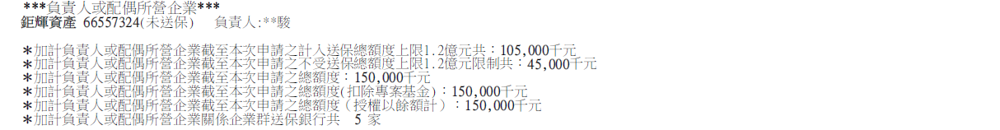 ***負責人或配偶所營企業***
鉅輝資產 66557324(未送保)  負責人:**駿
*加計負責人或配偶所營企業截至本次申請之計入送保總額度上限1.2億元共：105,000千元
*加計負責人或配偶所營企業截至本次申請之不受送保總額度上限1.2億元限制共：45,000千元
*加計負責人或配偶所營企業截至本次申請之總額度：150,000千元
*加計負責人或配偶所營企業截至本次申請之總額度(扣除專案基金)：150,000千元
*加計負責人或配偶所營企業截至本次申請之總額度（授權以餘額計）：150,000千元
*加計負責人或配偶所營企業關係企業群送保銀行共  5 家